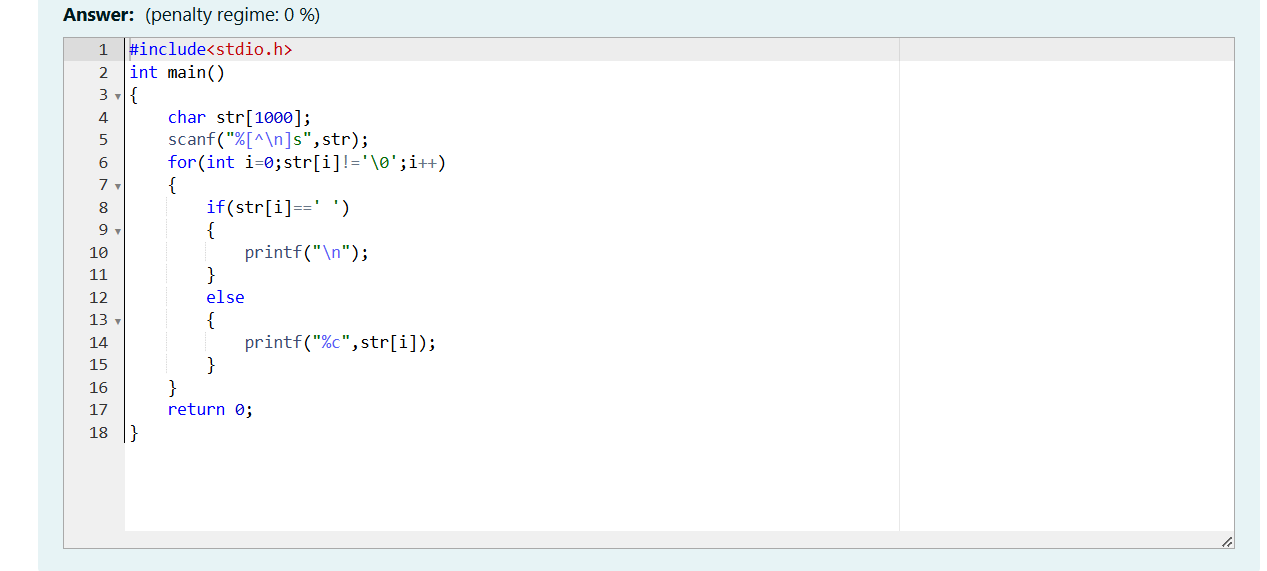 Answer: (penalty regime: 0 %)
1 #include<stdio.h>
2 int main()
3 {
4     char str[1000];
5     scanf("%[^\n]s",str);
6     for(int i=0;str[i]!='\0';i++)
7     {
8         if(str[i]==' ')
9         {
10             printf("\n");
11         }
12         else
13         {
14             printf("%c",str[i]);
15         }
16     }
17     return 0;
18 }